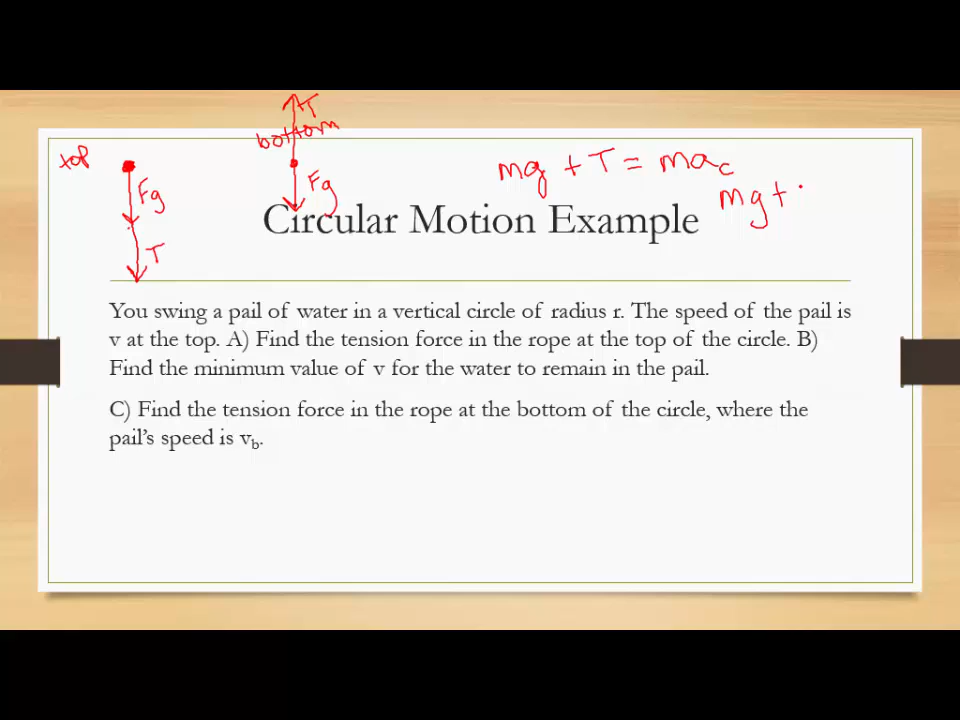 T
bottom
top
Fg
Fg
T
mg + T = mac
mg +
Circular Motion Example
You swing a pail of water in a vertical circle of radius r. The speed of the pail is
v at the top. A) Find the tension force in the rope at the top of the circle. B)
Find the minimum value of v for the water to remain in the pail.
C) Find the tension force in the rope at the bottom of the circle, where the
pail's speed is vb.